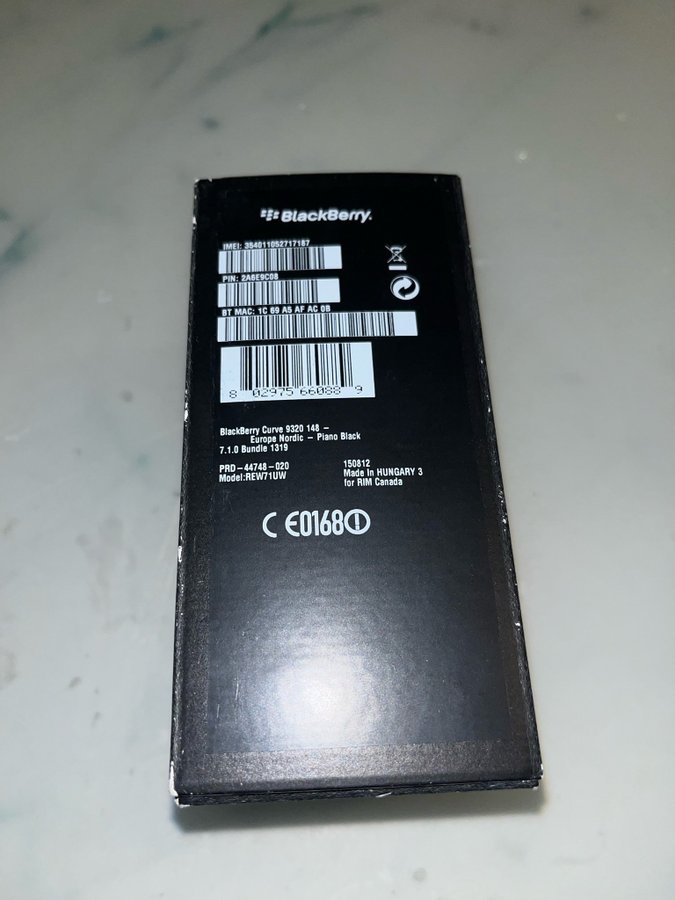 BlackBerry.
IMEI: 354011052717187
PIN: 2A6E9C08
BT MAC: 1C 69 A5 AF AC 0B
8 02975 66088 9
BlackBerry Curve 9320 148 –
Europe Nordic – Piano Black
7.1.0 Bundle 1319
PRD-44748-020
Model:REW71UW
150812
Made in HUNGARY 3
for RIM Canada
CE0168